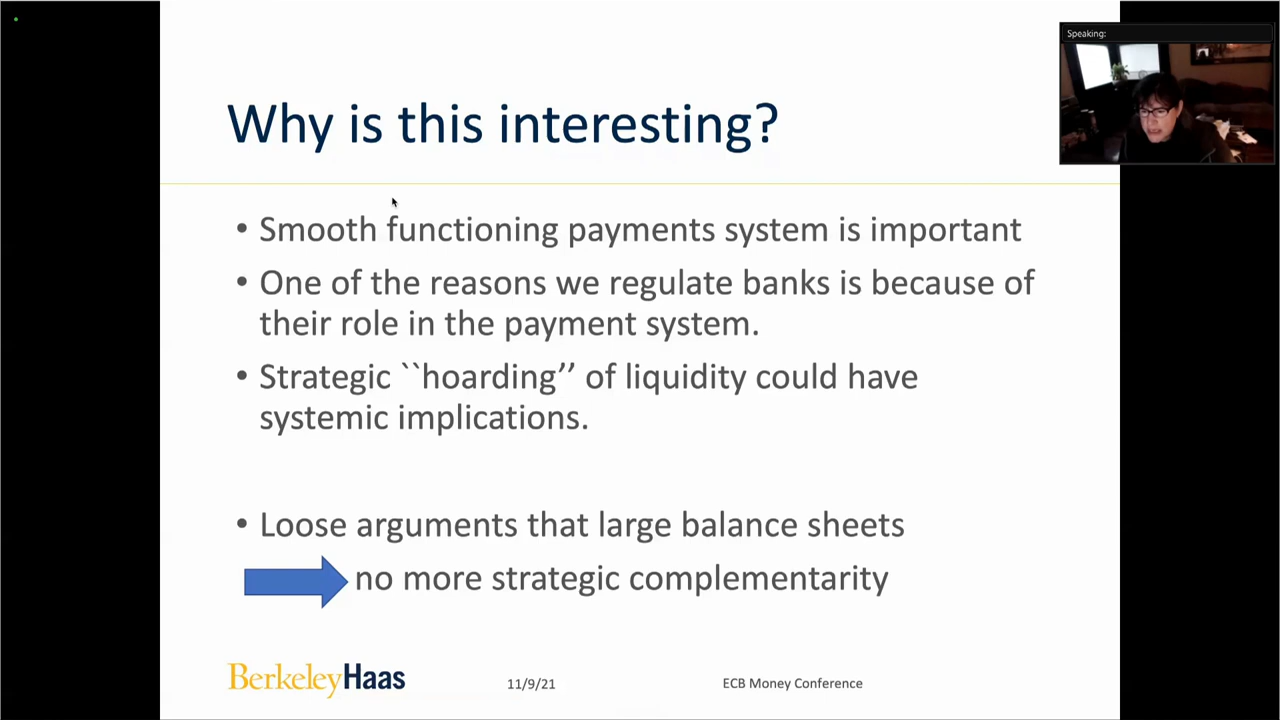 Speaking:
Why is this interesting?
• Smooth functioning payments system is important
• One of the reasons we regulate banks is because of
their role in the payment system.
• Strategic ``hoarding’’ of liquidity could have
systemic implications.
• Loose arguments that large balance sheets
no more strategic complementarity
BerkeleyHaas
11/9/21
ECB Money Conference